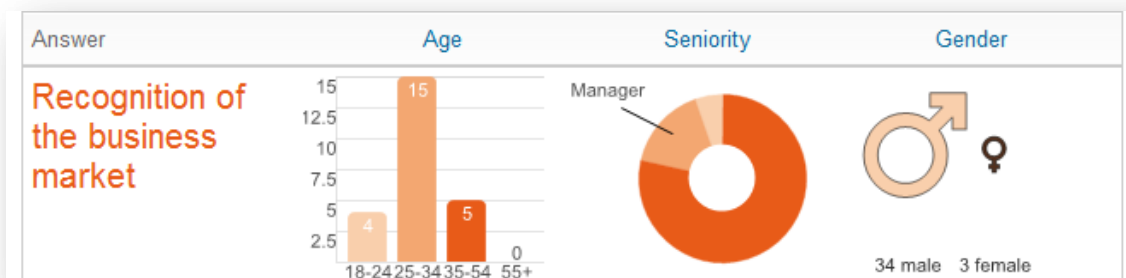 Answer Age Seniority Gender
Recognition of
the business
market
15
12.5
10
7.5
5
2.5
15
4
5
0
18-24 25-34 35-54 55+
Manager
34 male 3 female